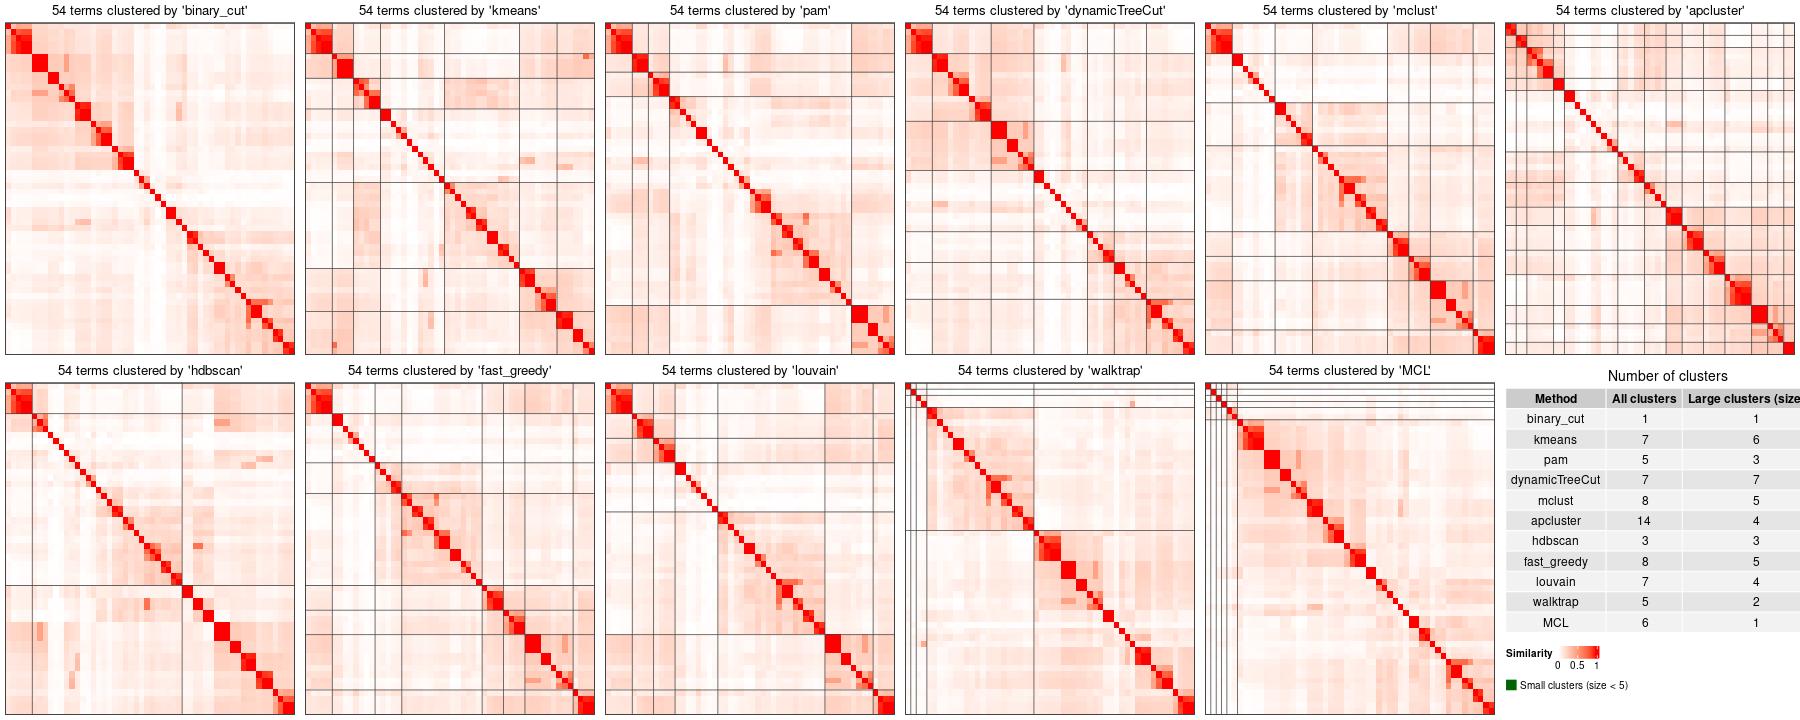 54 terms clustered by 'binary_cut'
54 terms clustered by 'kmeans'
54 terms clustered by 'pam'
54 terms clustered by 'dynamicTreeCut'
54 terms clustered by 'mclust'
54 terms clustered by 'apcluster'
54 terms clustered by 'hdbscan'
54 terms clustered by 'fast_greedy'
54 terms clustered by 'louvain'
54 terms clustered by 'walktrap'
54 terms clustered by 'MCL'
Number of clusters
Method All clusters Large clusters (size
binary_cut 1 1
kmeans 7 6
pam 5 3
dynamicTreeCut 7 7
mclust 8 5
apcluster 14 4
hdbscan 3 3
fast_greedy 8 5
louvain 7 4
walktrap 5 2
MCL 6 1
Similarity
0 0.5 1
Small clusters (size < 5)